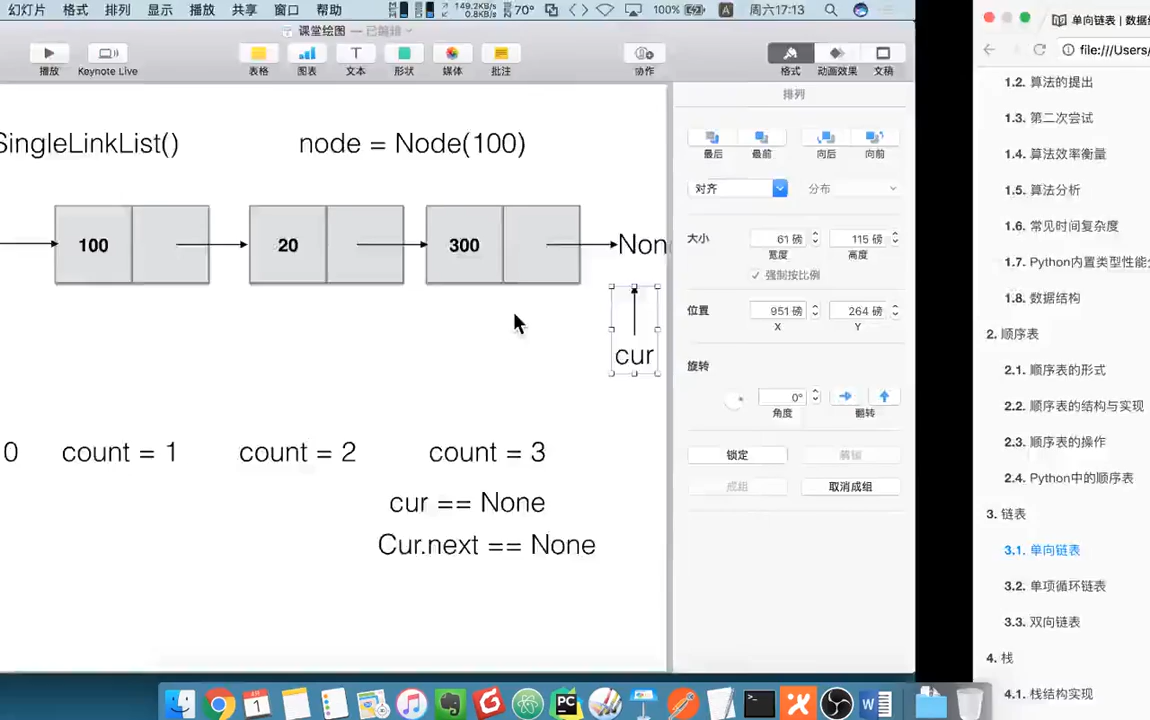 幻灯片 格式 排列 显示 播放 共享 窗口 帮助 149.2KB/s 0.8KB/s 70° 100% 周六17:13
课堂绘图 — 已编辑
播放 Keynote Live 表格 图表 文本 形状 媒体 批注 协作 格式 动画效果 文稿
排列
SingleLinkList() node = Node(100)
100 20 300 Non
cur
0 count = 1 count = 2 count = 3
cur == None
Cur.next == None
最后 最前 向后 向前
对齐 分布
大小 61 磅 115 磅
宽度 高度
强制按比例
位置 951 磅 264 磅
X Y
旋转
0°
角度 翻转
锁定 解锁
成组 取消成组
单向链表 | 数据结
file:///Users/
1.2. 算法的提出
1.3. 第二次尝试
1.4. 算法效率衡量
1.5. 算法分析
1.6. 常见时间复杂度
1.7. Python内置类型性能
1.8. 数据结构
2. 顺序表
2.1. 顺序表的形式
2.2. 顺序表的结构与实现
2.3. 顺序表的操作
2.4. Python中的顺序表
3. 链表
3.1. 单向链表
3.2. 单项循环链表
3.3. 双向链表
4. 栈
4.1. 栈结构实现
1 PC